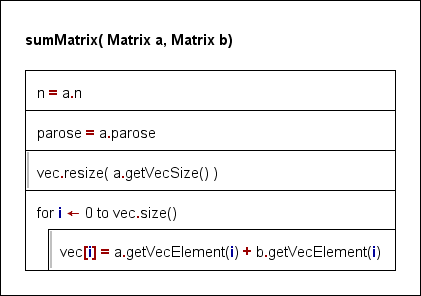 sumMatrix( Matrix a, Matrix b)
n = a.n
parose = a.parose
vec.resize( a.getVecSize() )
for i ← 0 to vec.size()
vec[i] = a.getVecElement(i) + b.getVecElement(i)